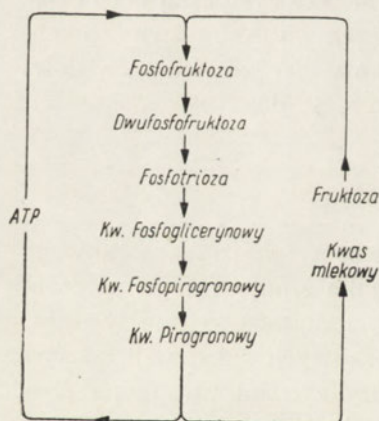 Fosfofruktoza
Dwufosfofruktoza
Fosfotrioza
ATP
Fruktoza
Kw. Fosfoglicerynowy
Kwas
mlekowy
Kw. Fosfopirogronowy
Kw. Pirogronowy